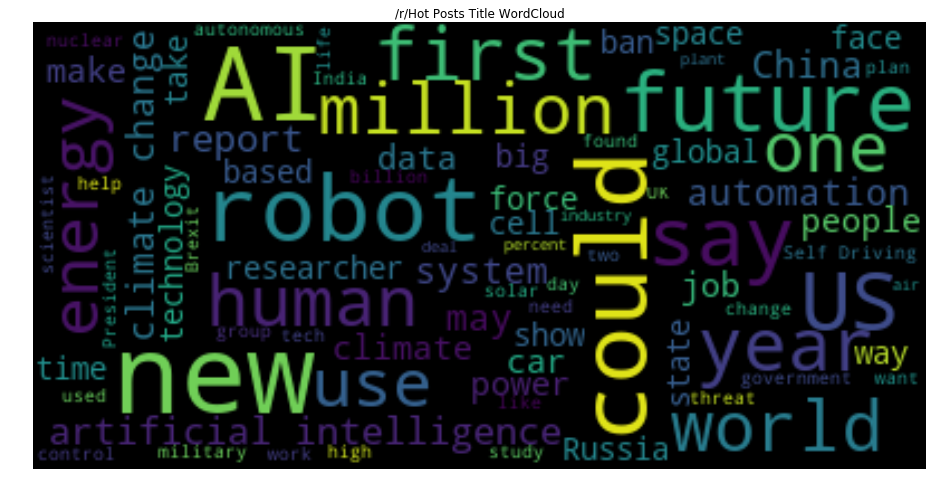 /r/Hot Posts Title WordCloud
nuclear
autonomous
life
first
ban
space
face
make
change
take
AI
India
million
plant
China
plan
future
energy
report
found
global
one
data
big
based
billion
help
robot
force
cell
industry
could
UK
automation
people
scientist
climate
technology
Brexit
deal
percent
two
say
Self Driving
researcher
system
President
human
solar
day
job
US
air
change
group
tech
may
need
show
state
year
way
time
new
climate
car
government
want
used
use
power
like
threat
artificial intelligence
world
control
military
work
high
study
Russia